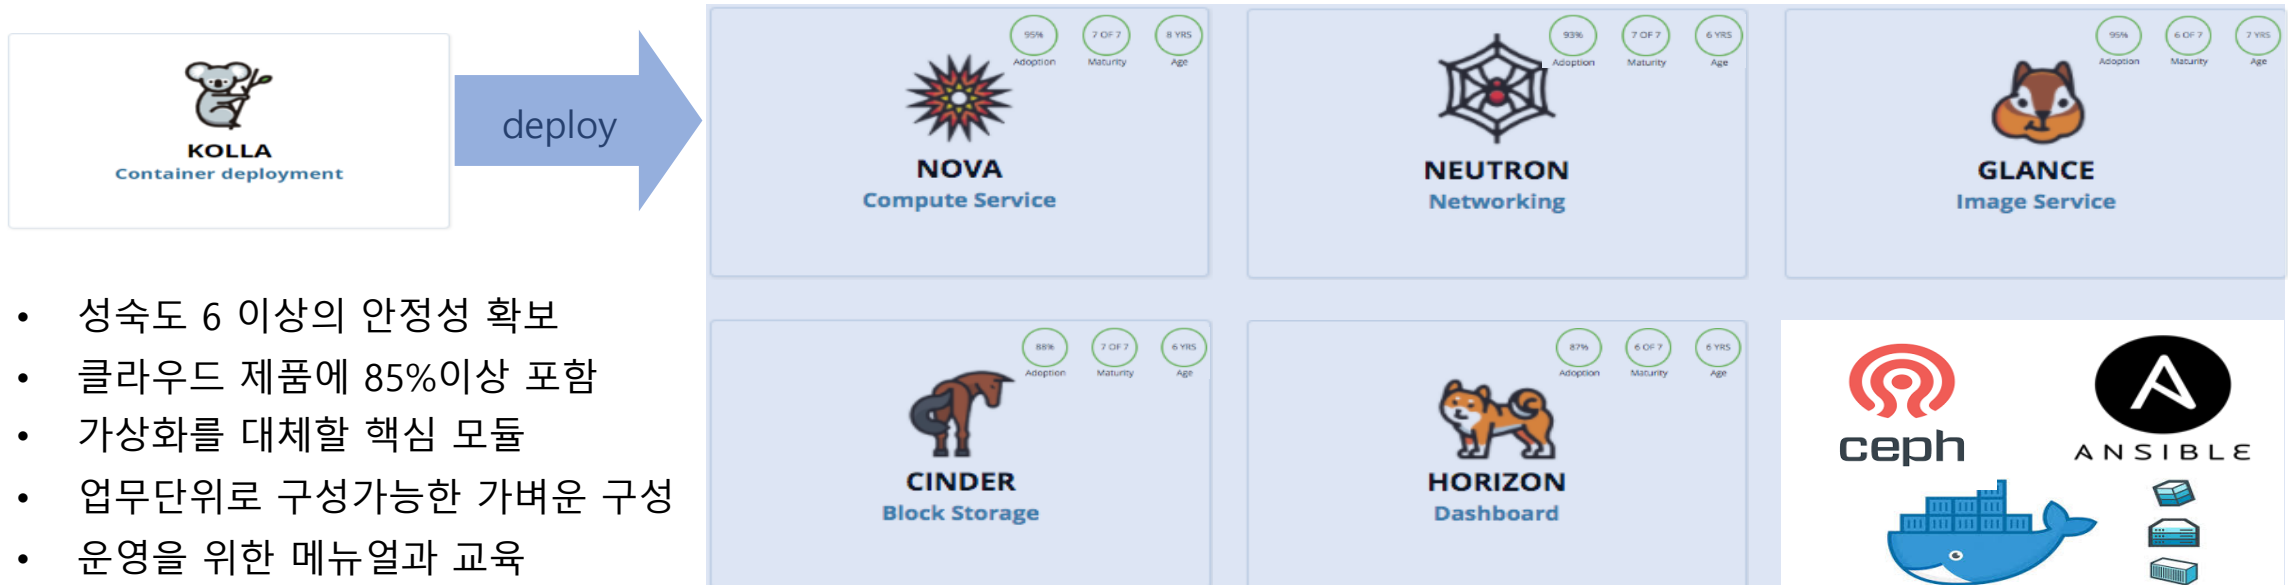 KOLLA
Container deployment
deploy
95%
7 OF 7
8 YRS
Adoption
Maturity
Age
NOVA
Compute Service
93%
7 OF 7
6 YRS
Adoption
Maturity
Age
NEUTRON
Networking
95%
6 OF 7
7 YRS
Adoption
Maturity
Age
GLANCE
Image Service
• 성숙도 6 이상의 안정성 확보
• 클라우드 제품에 85%이상 포함
• 가상화를 대체할 핵심 모듈
• 업무단위로 구성가능한 가벼운 구성
• 운영을 위한 메뉴얼과 교육
88%
7 OF 7
6 YRS
Adoption
Maturity
Age
CINDER
Block Storage
87%
6 OF 7
6 YRS
Adoption
Maturity
Age
HORIZON
Dashboard
ceph
A
ANSIBLE